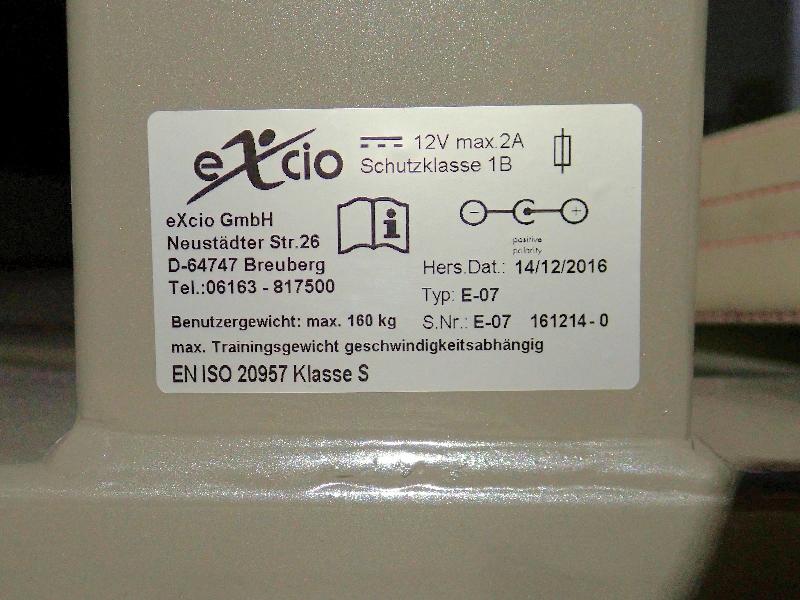 eXcio
12V max.2A
Schutzklasse 1B
eXcio GmbH
Neustädter Str.26
D-64747 Breuberg
Tel.:06163 - 817500
positive
polarity
Hers.Dat.: 14/12/2016
Typ: E-07
Benutzergewicht: max. 160 kg
S.Nr.: E-07 161214-0
max. Trainingsgewicht geschwindigkeitsabhängig
EN ISO 20957 Klasse S